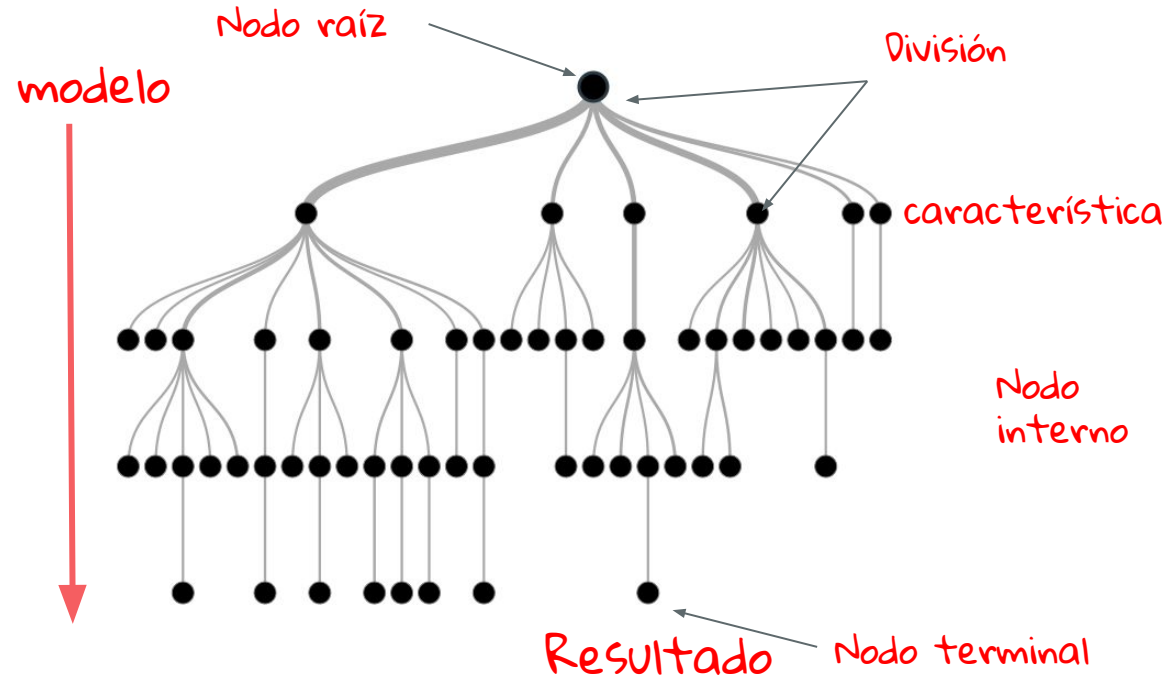 Nodo raíz
División
modelo
característica
Nodo
interno
Resultado
Nodo terminal